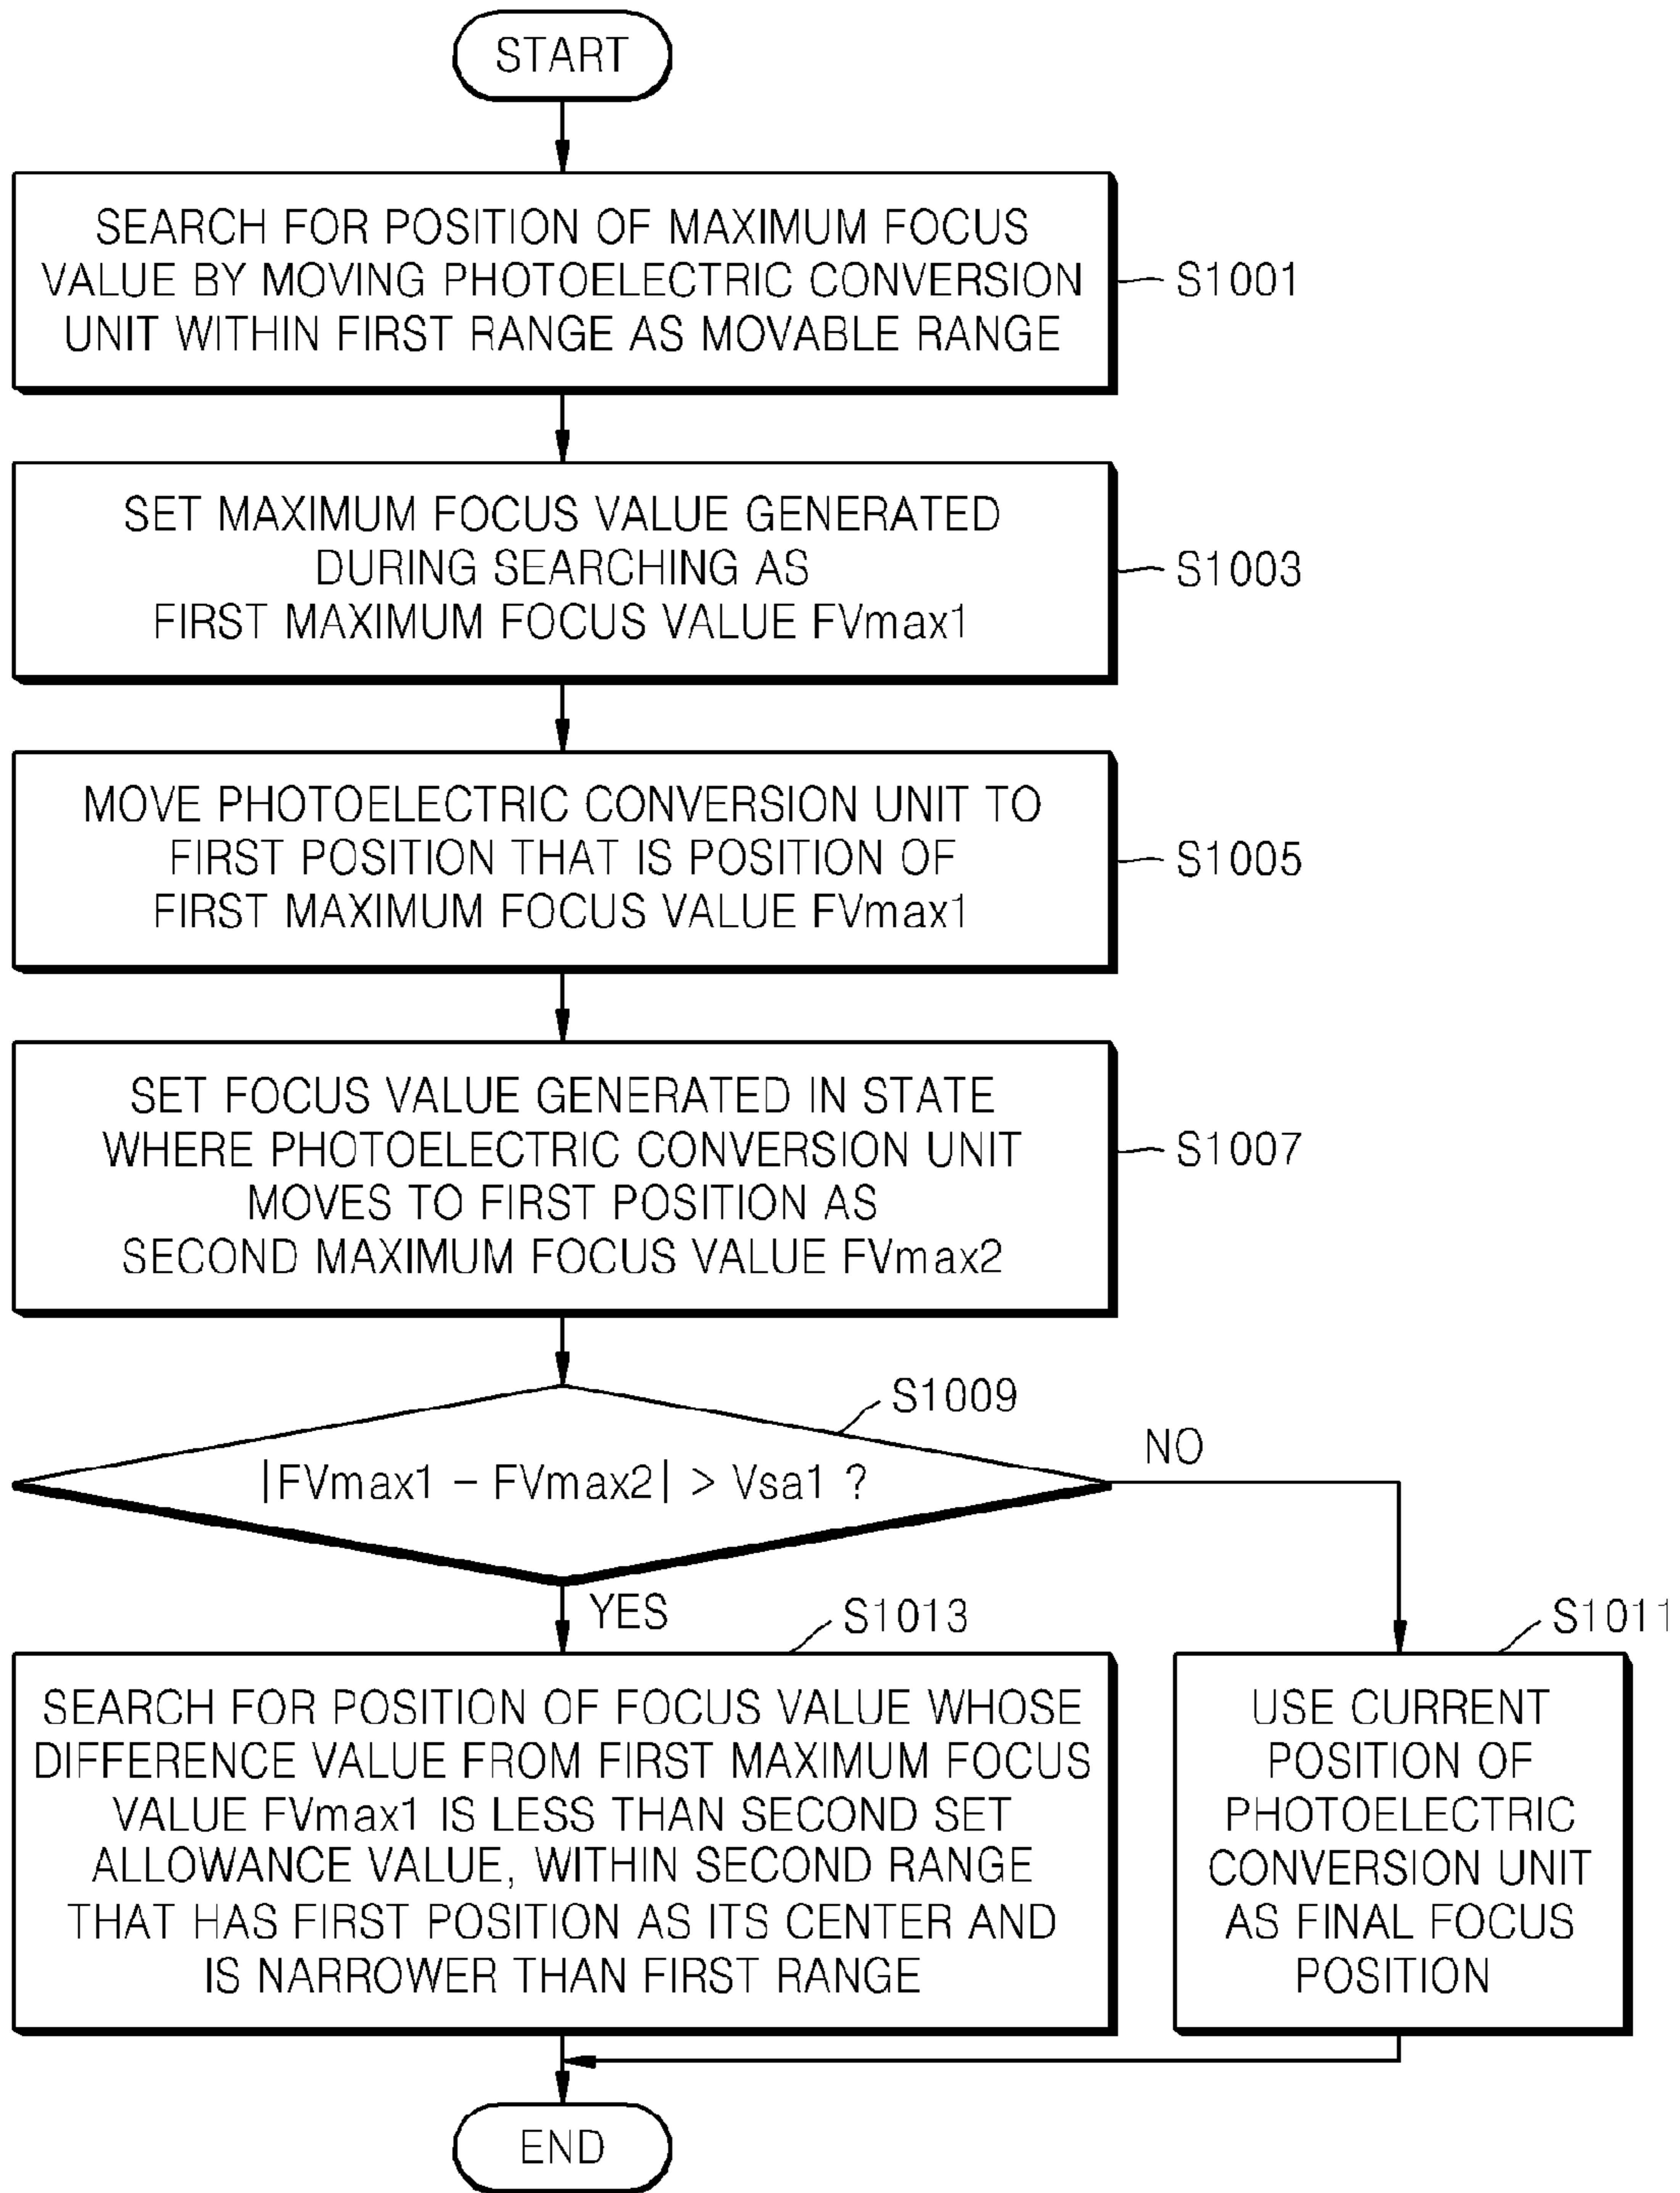 START
SEARCH FOR POSITION OF MAXIMUM FOCUS
VALUE BY MOVING PHOTOELECTRIC CONVERSION
UNIT WITHIN FIRST RANGE AS MOVABLE RANGE
S1001
SET MAXIMUM FOCUS VALUE GENERATED
DURING SEARCHING AS
FIRST MAXIMUM FOCUS VALUE FVmax1
S1003
MOVE PHOTOELECTRIC CONVERSION UNIT TO
FIRST POSITION THAT IS POSITION OF
FIRST MAXIMUM FOCUS VALUE FVmax1
S1005
SET FOCUS VALUE GENERATED IN STATE
WHERE PHOTOELECTRIC CONVERSION UNIT
MOVES TO FIRST POSITION AS
SECOND MAXIMUM FOCUS VALUE FVmax2
S1007
S1009
|FVmax1 - FVmax2| > Vsa1 ?
NO
YES
S1013
SEARCH FOR POSITION OF FOCUS VALUE WHOSE
DIFFERENCE VALUE FROM FIRST MAXIMUM FOCUS
VALUE FVmax1 IS LESS THAN SECOND SET
ALLOWANCE VALUE, WITHIN SECOND RANGE
THAT HAS FIRST POSITION AS ITS CENTER AND
IS NARROWER THAN FIRST RANGE
S1011
USE CURRENT
POSITION OF
PHOTOELECTRIC
CONVERSION UNIT
AS FINAL FOCUS
POSITION
END